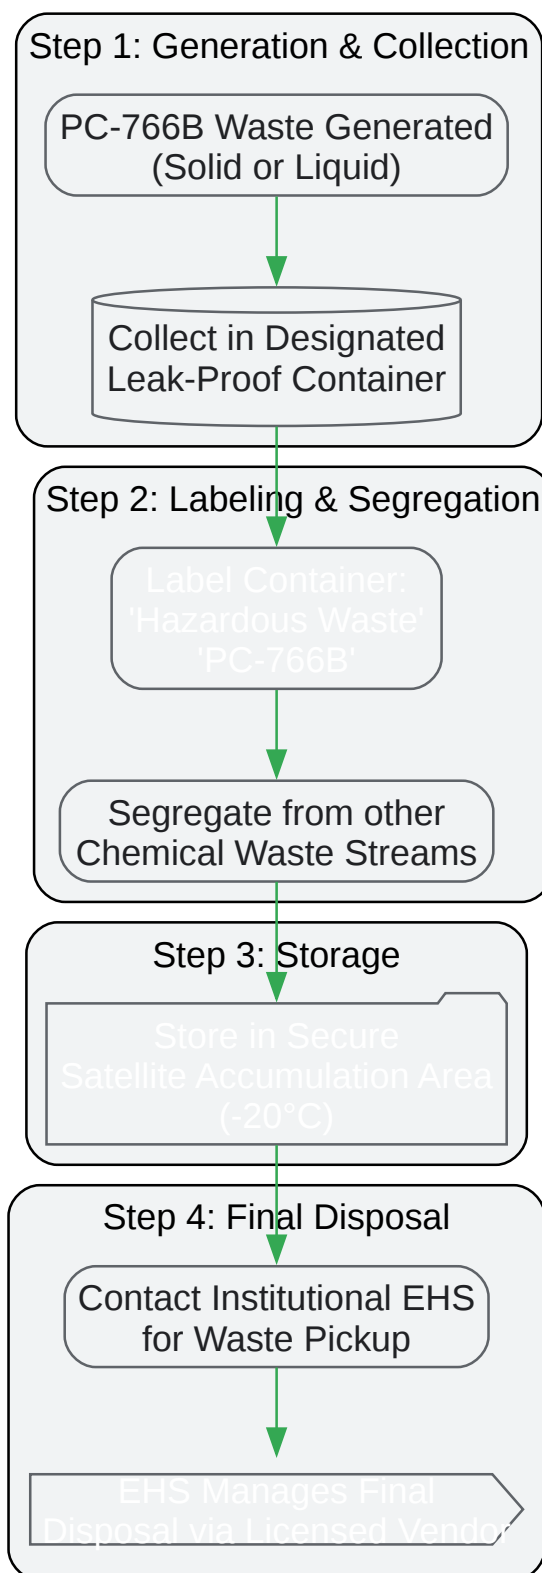 Step 1: Generation & Collection
PC-766B Waste Generated
(Solid or Liquid)
Collect in Designated
Leak-Proof Container
Step 2: Labeling & Segregation
Label Container:
'Hazardous Waste'
'PC-766B'
Segregate from other
Chemical Waste Streams
Step 3: Storage
Store in Secure
Satellite Accumulation Area
(-20°C)
Step 4: Final Disposal
Contact Institutional EHS
for Waste Pickup
EHS Manages Final
Disposal via Licensed Vendor